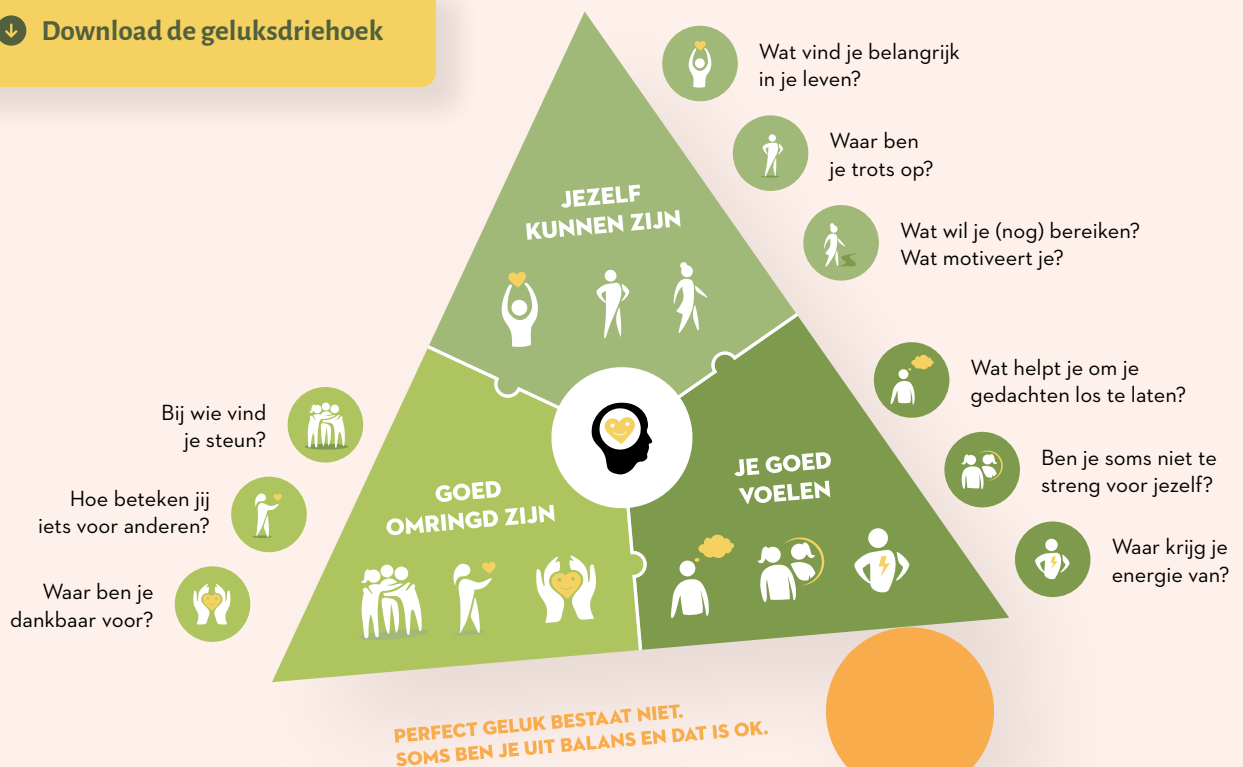 Download de geluksdriehoek
Wat vind je belangrijk
in je leven?
Waar ben
je trots op?
Wat wil je (nog) bereiken?
Wat motiveert je?
JEZELF
KUNNEN ZIJN
Wat helpt je om je
gedachten los te laten?
Ben je soms niet te
streng voor jezelf?
Waar krijg je
energie van?
JE GOED
VOELEN
Bij wie vind
je steun?
Hoe beteken jij
iets voor anderen?
Waar ben je
dankbaar voor?
GOED
OMRINGD ZIJN
PERFECT GELUK BESTAAT NIET.
SOMS BEN JE UIT BALANS EN DAT IS OK.